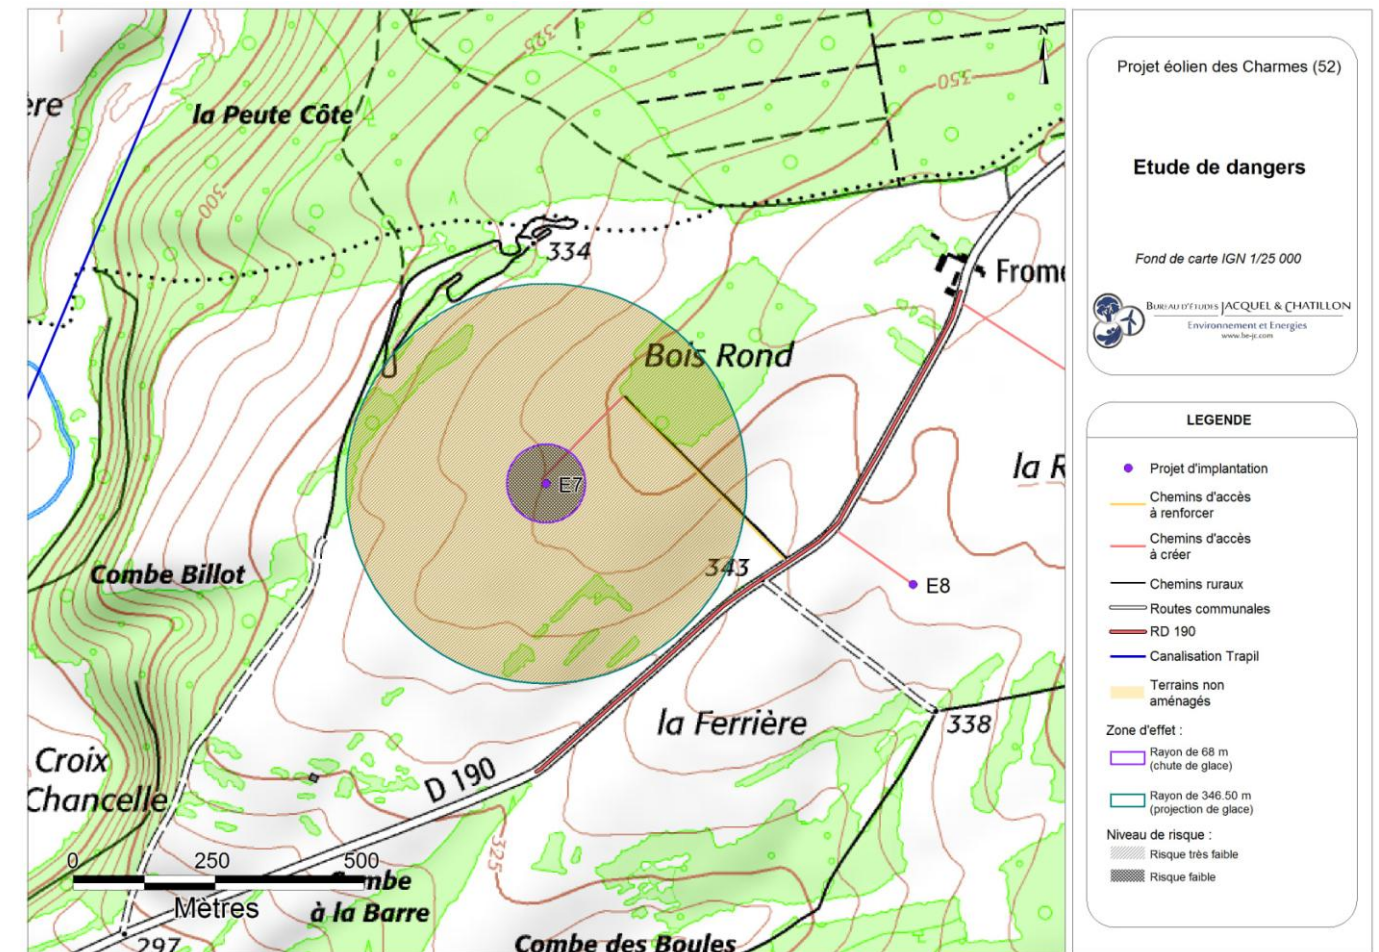 325
350
N
ère
la Peute Côte
300
334
Frome
Bois Rond
la R
E7
343
E8
Combe Billot
la Ferrière
338
Croix
Chancelle
D 190
325
0 250 500
Mètres
Combe
à la Barre
297
Combe des Boules
Projet éolien des Charmes (52)
Etude de dangers
Fond de carte IGN 1/25 000
BUREAU D'ETUDES JACQUEL & CHATILLON
Environnement et Energies
www.be-jc.com
LEGENDE
Projet d'implantation
Chemins d'accès
à renforcer
Chemins d'accès
à créer
Chemins ruraux
Routes communales
RD 190
Canalisation Trapil
Terrains non
aménagés
Zone d'effet :
Rayon de 68 m
(chute de glace)
Rayon de 346.50 m
(projection de glace)
Niveau de risque :
Risque très faible
Risque faible